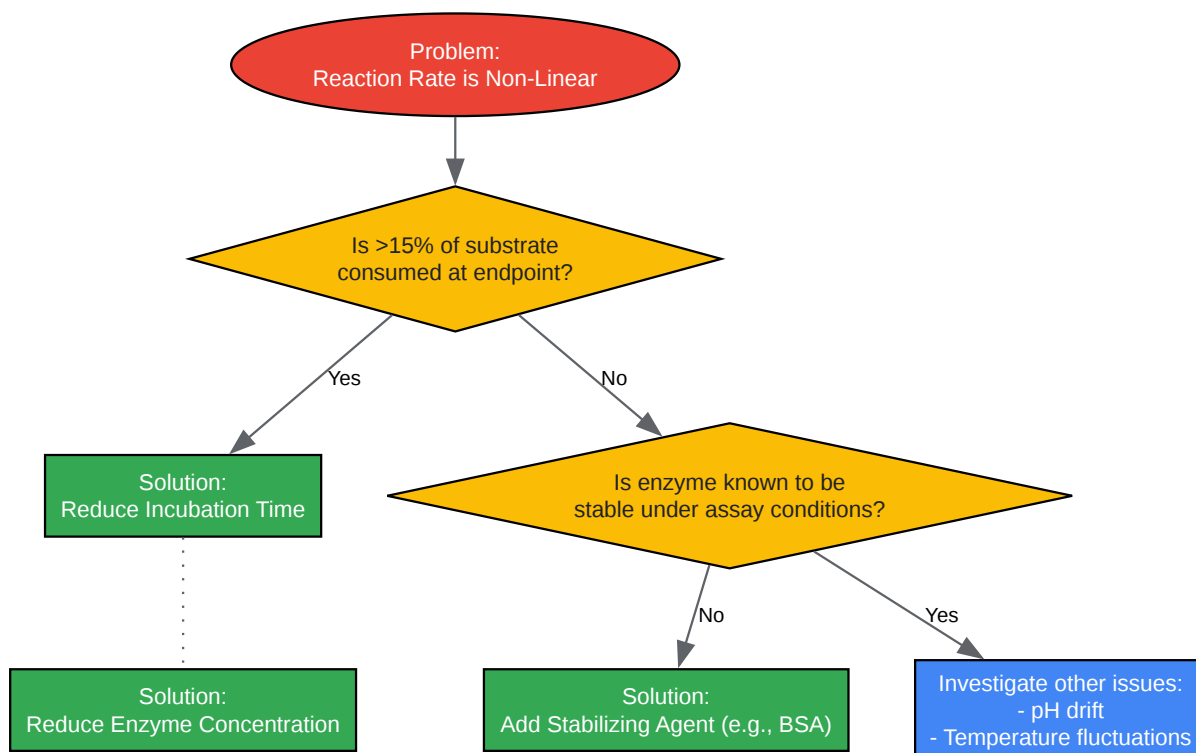 Problem:
Reaction Rate is Non-Linear
Is >15% of substrate
consumed at endpoint?
Yes
No
Solution:
Reduce Incubation Time
Is enzyme known to be
stable under assay conditions?
No
Yes
Solution:
Reduce Enzyme Concentration
Solution:
Add Stabilizing Agent (e.g., BSA)
Investigate other issues:
- pH drift
- Temperature fluctuations